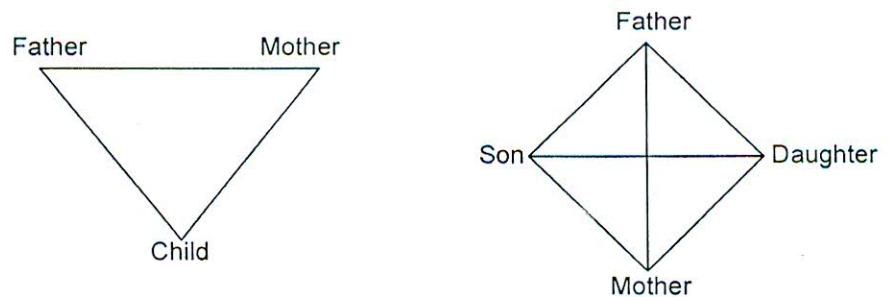 Father Mother
Child
Father
Son Daughter
Mother